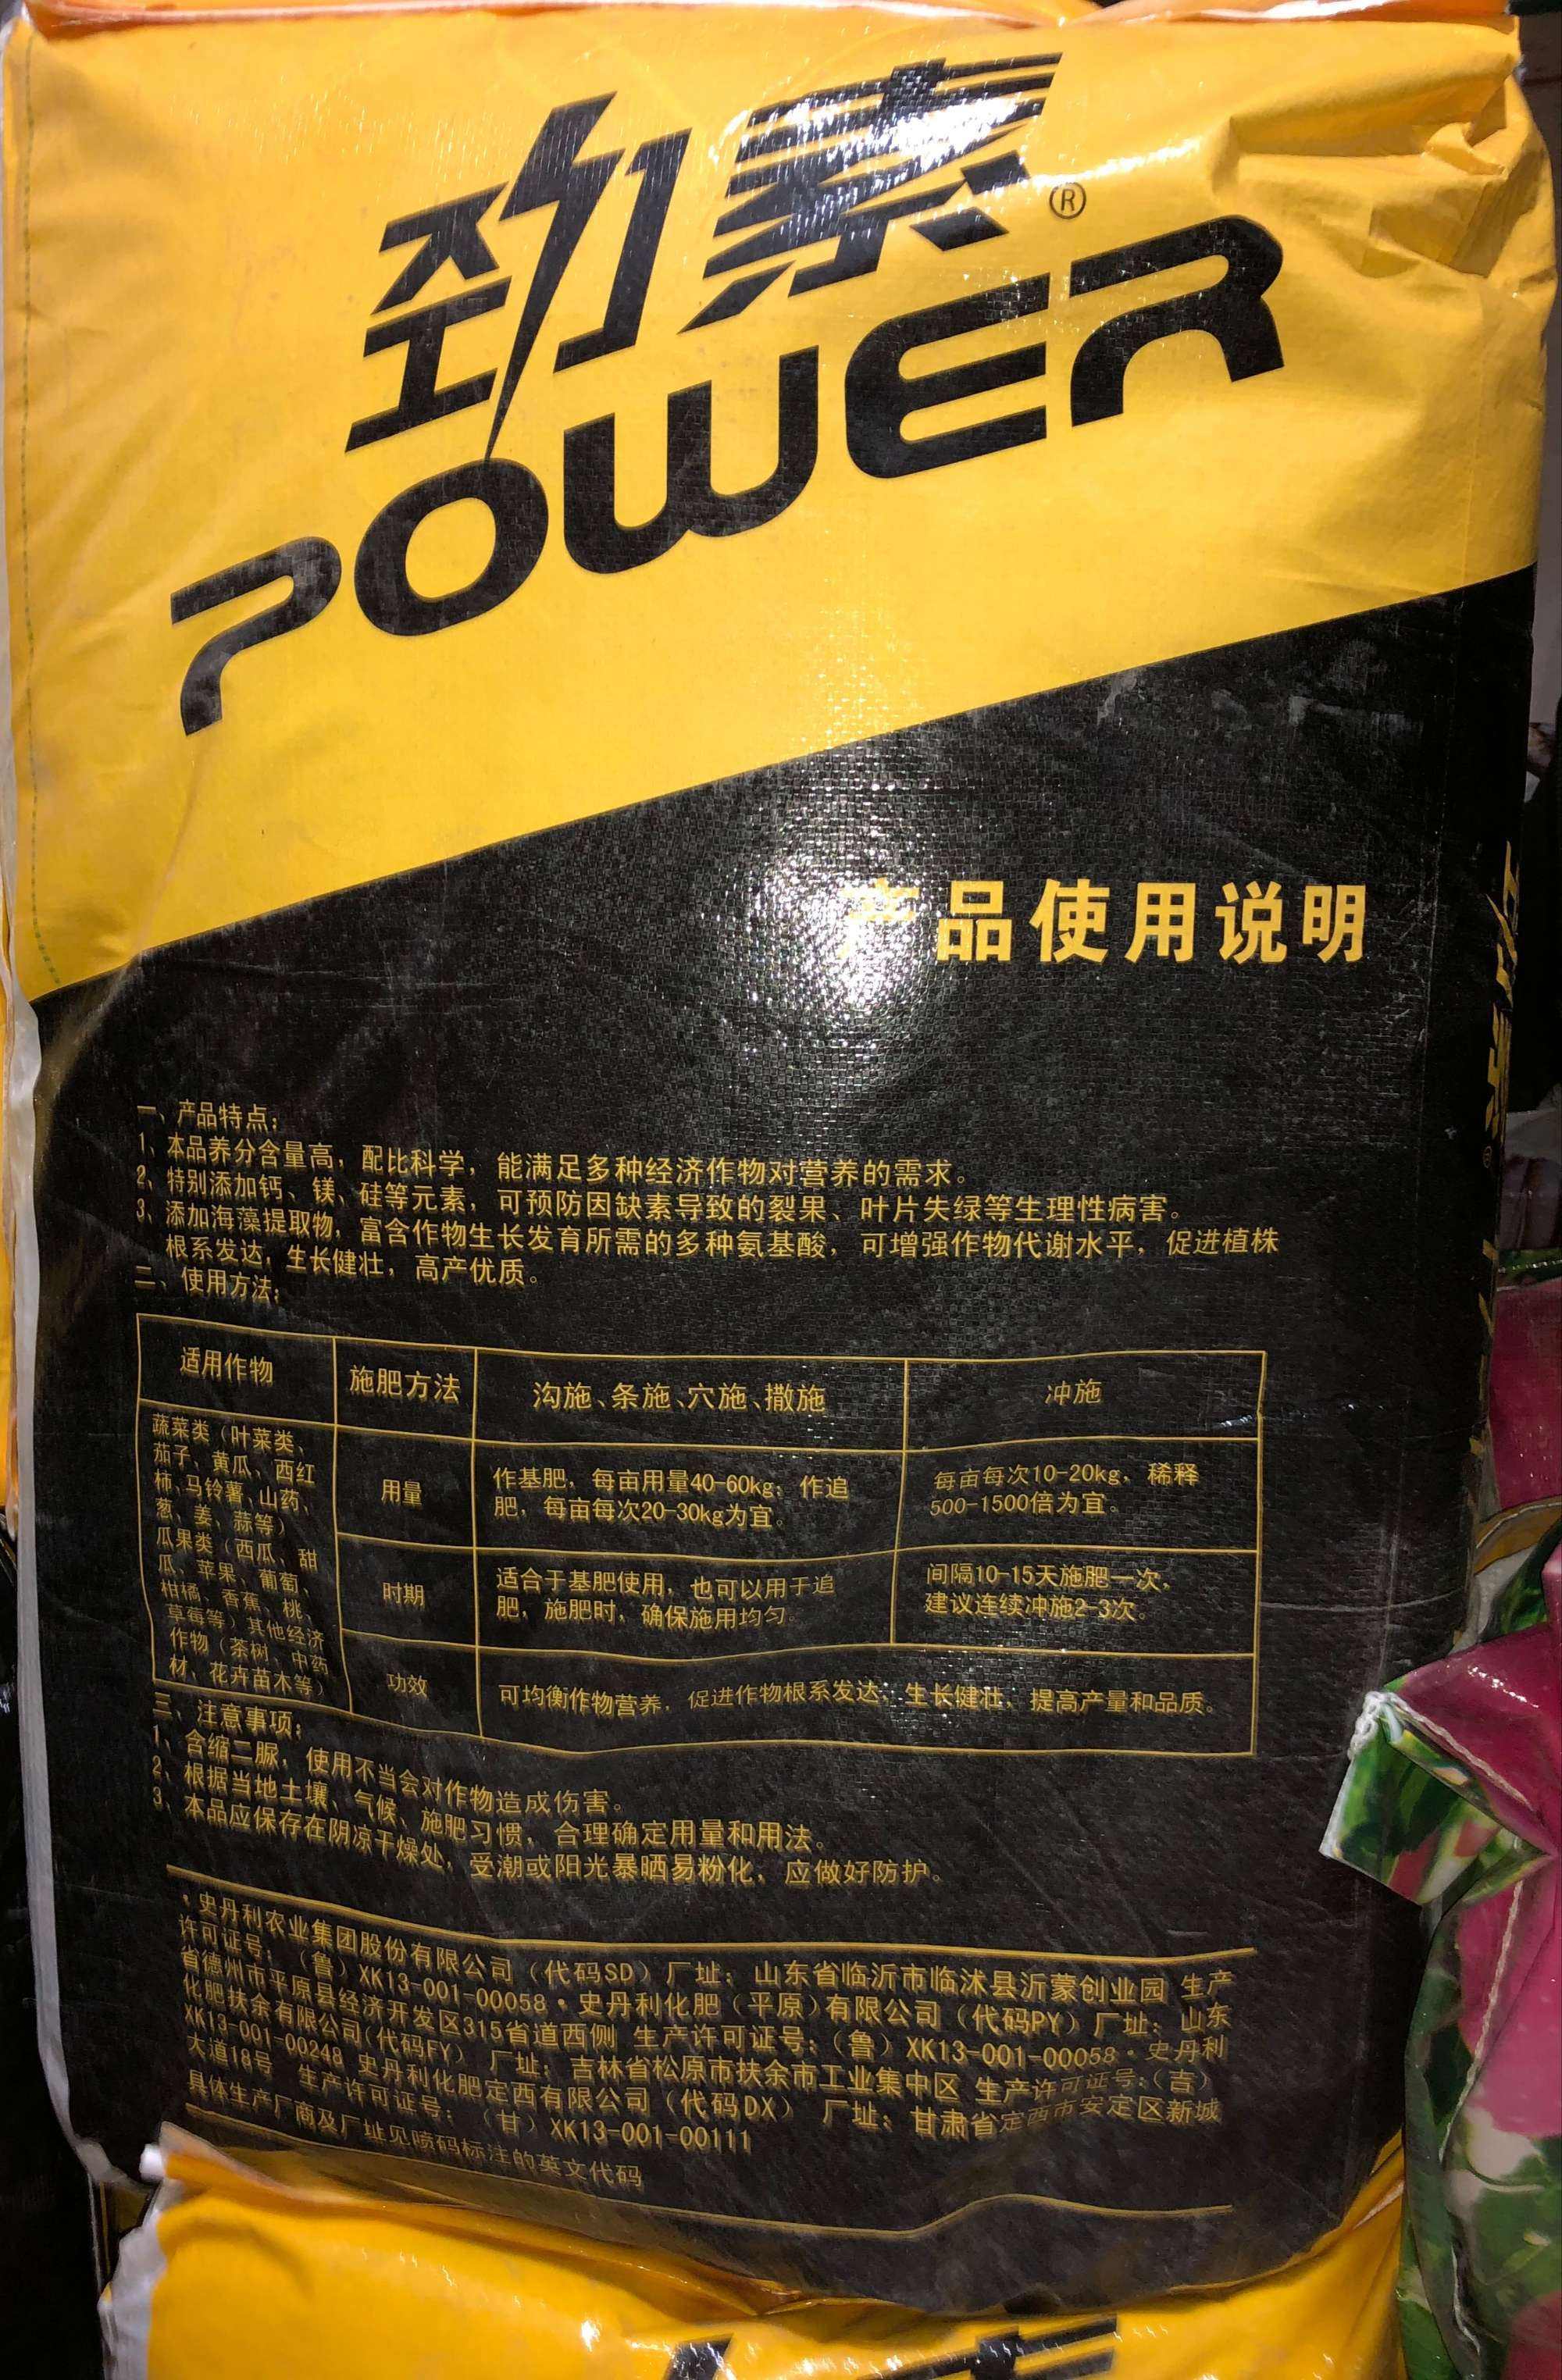 劲素®
POWER
产品使用说明
一、产品特点：
1、本品养分含量高，配比科学，能满足多种经济作物对营养的需求。
2、特别添加钙、镁、硅等元素，可预防因缺素导致的裂果、叶片失绿等生理性病害。
3、添加海藻提取物，富含作物生长发育所需的多种氨基酸，可增强作物代谢水平，促进植株
根系发达，生长健壮，高产优质。
二、使用方法：
适用作物 施肥方法 沟施、条施、穴施、撒施 冲施
蔬菜类（叶菜类、
茄子、黄瓜、西红
柿、马铃薯、山药、
葱、姜、蒜等）
瓜果类（西瓜、甜
瓜、苹果、葡萄、
柑橘、香蕉、桃、
草莓等）其他经济
作物（茶树、中药
材、花卉苗木等）
用量
作基肥，每亩用量40-60kg；作追
肥，每亩每次20-30kg为宜。
每亩每次10-20kg，稀释
500-1500倍为宜。
时期
适合于基肥使用，也可以用于追
肥，施肥时，确保施用均匀。
间隔10-15天施肥一次，
建议连续冲施2-3次。
功效
可均衡作物营养，促进作物根系发达，生长健壮，提高产量和品质。
三、注意事项：
1、含缩二脲，使用不当会对作物造成伤害。
2、根据当地土壤、气候、施肥习惯，合理确定用量和用法。
3、本品应保存在阴凉干燥处，受潮或阳光暴晒易粉化，应做好防护。
·史丹利农业集团股份有限公司（代码SD）厂址：山东省临沂市临沭县沂蒙创业园 生产
许可证号：（鲁）XK13-001-00058·史丹利化肥（平原）有限公司（代码PY）厂址：山东
省德州市平原县经济开发区315省道西侧 生产许可证号：（鲁）XK13-001-00058·史丹利
化肥扶余有限公司（代码FY） 厂址：吉林省松原市扶余市工业集中区 生产许可证号：（吉）
XK13-001-00248 史丹利化肥定西有限公司（代码DX） 厂址：甘肃省定西市安定区新城
大道18号 生产许可证号：（甘）XK13-001-00111
具体生产厂商及厂址见喷码标注的英文代码